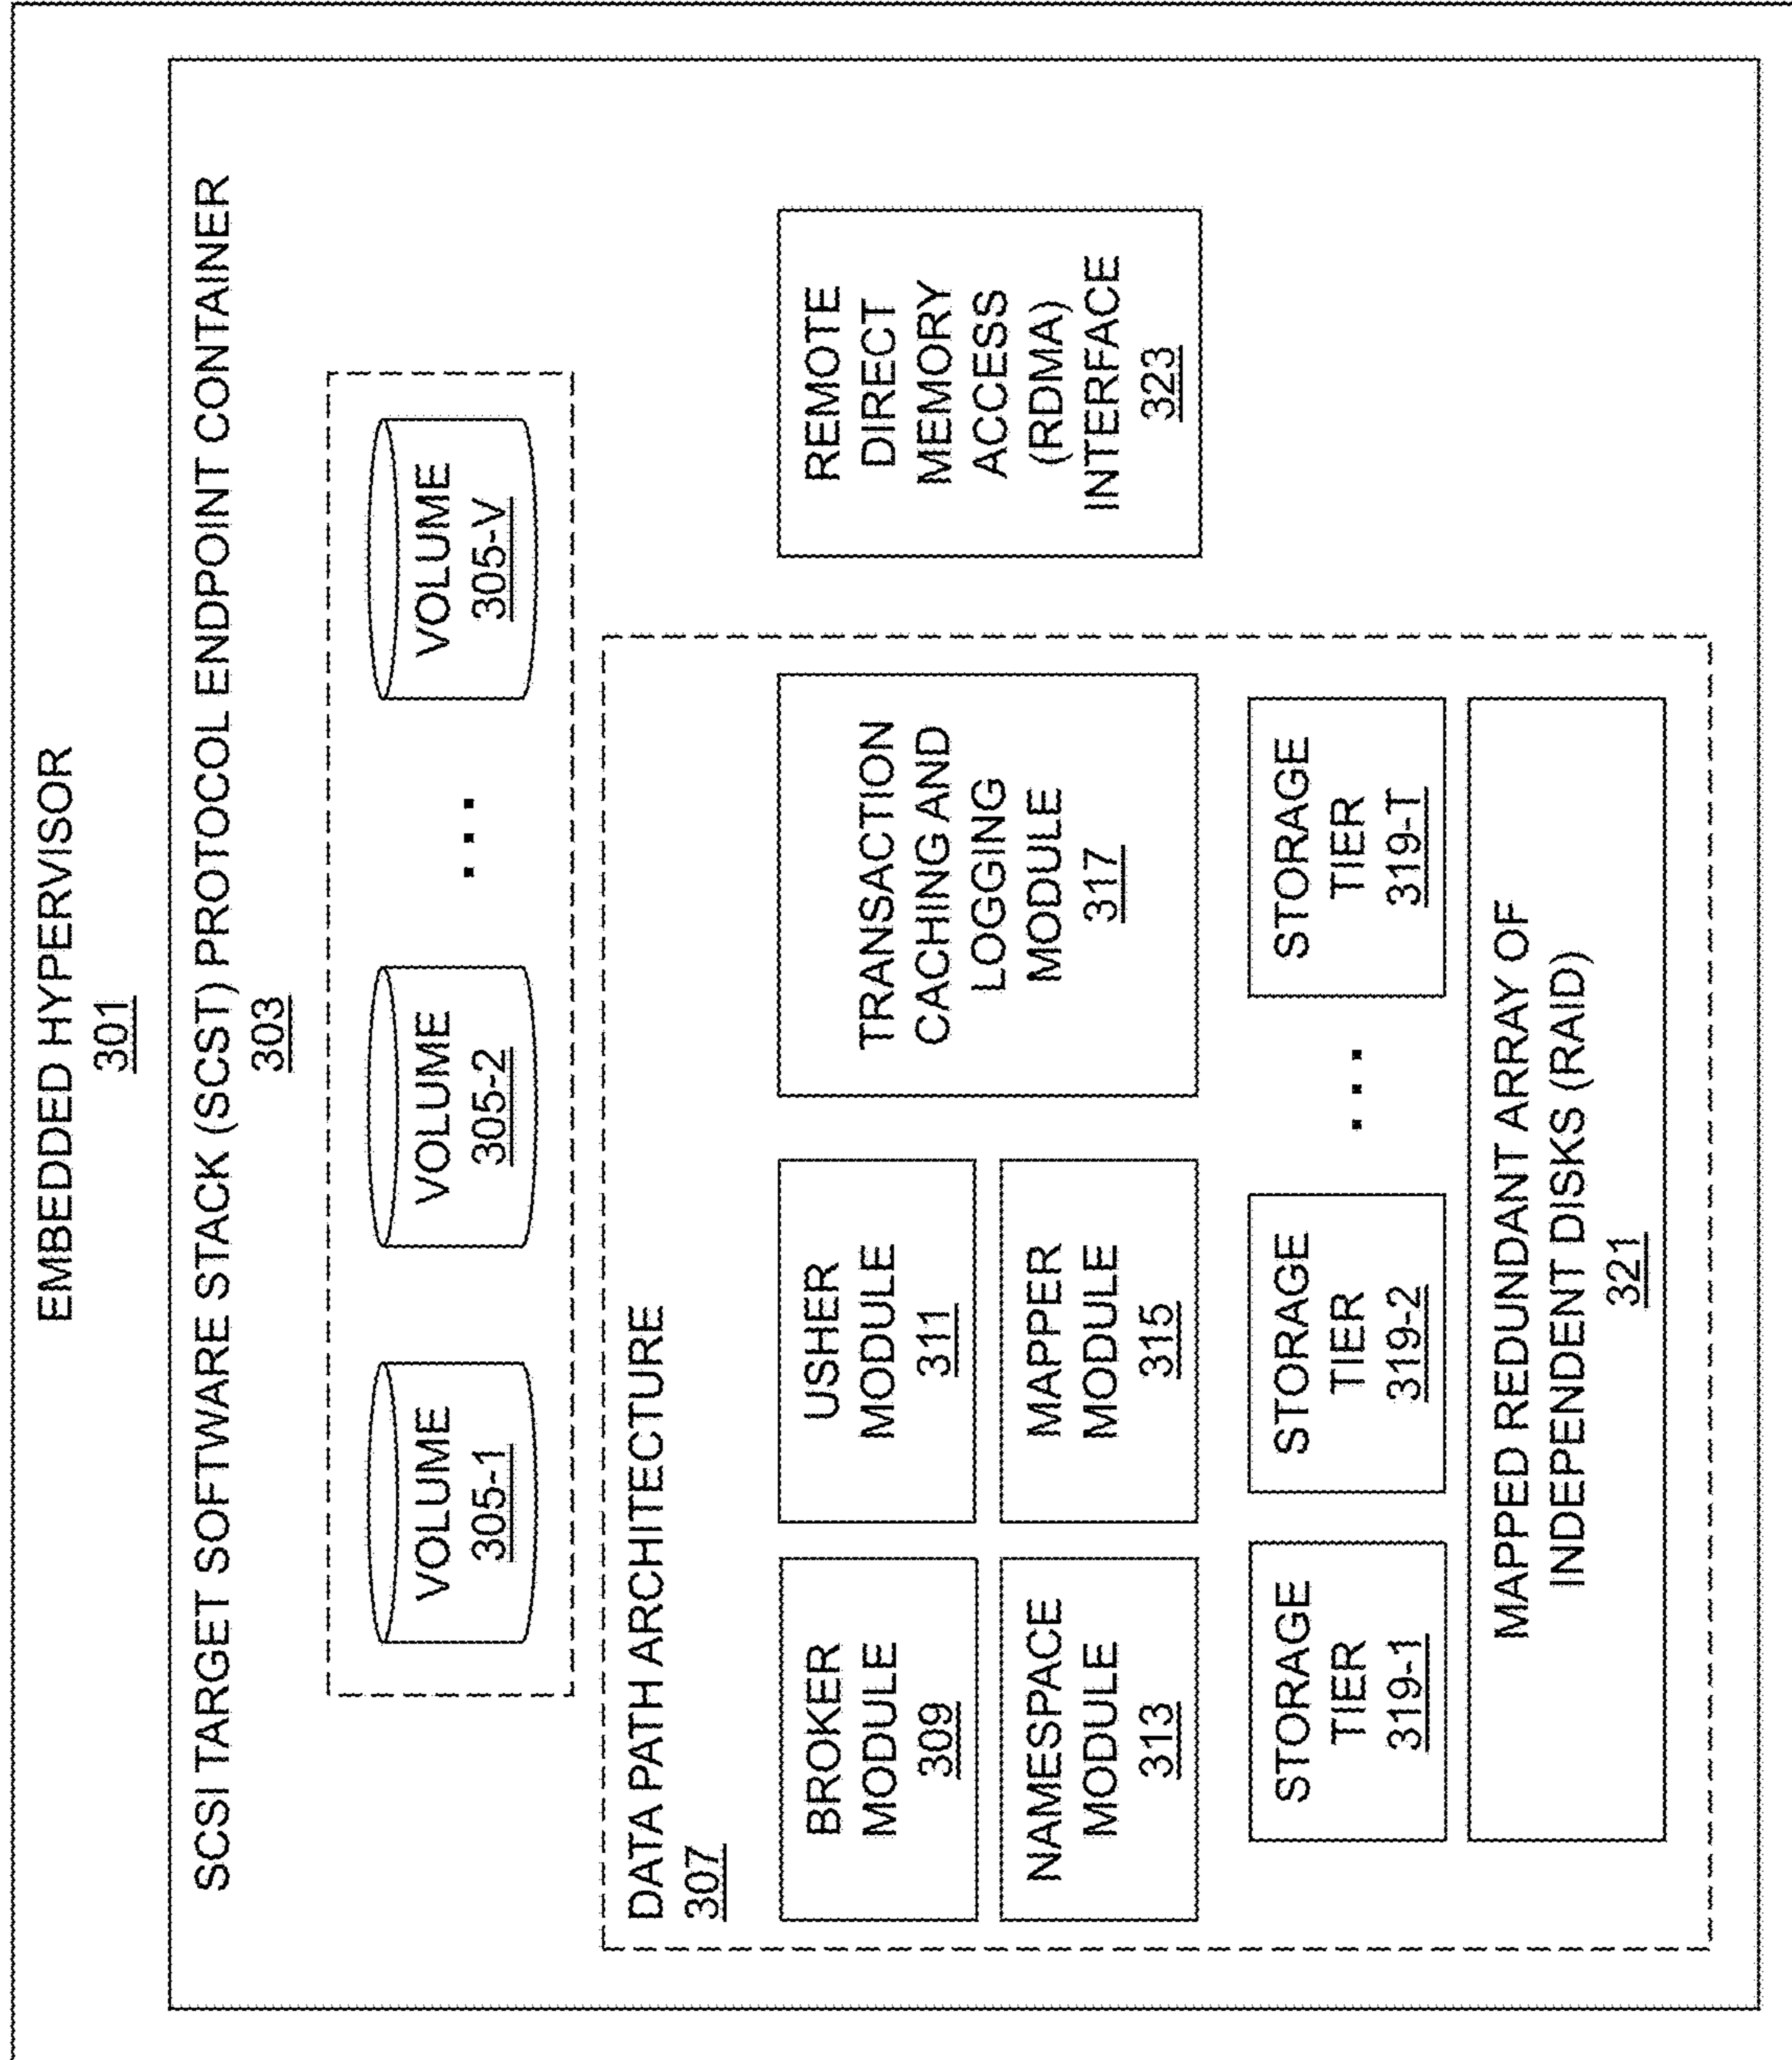 EMBEDDED HYPERVISOR
301
SCSI TARGET SOFTWARE STACK (SCST) PROTOCOL ENDPOINT CONTAINER
303
VOLUME
305-1
VOLUME
305-2
...
VOLUME
305-V
DATA PATH ARCHITECTURE
307
BROKER
MODULE
309
USHER
MODULE
311
NAMESPACE
MODULE
313
MAPPER
MODULE
315
TRANSACTION
CACHING AND
LOGGING
MODULE
317
REMOTE
DIRECT
MEMORY
ACCESS
(RDMA)
INTERFACE
323
STORAGE
TIER
319-1
STORAGE
TIER
319-2
...
STORAGE
TIER
319-T
MAPPED REDUNDANT ARRAY OF
INDEPENDENT DISKS (RAID)
321